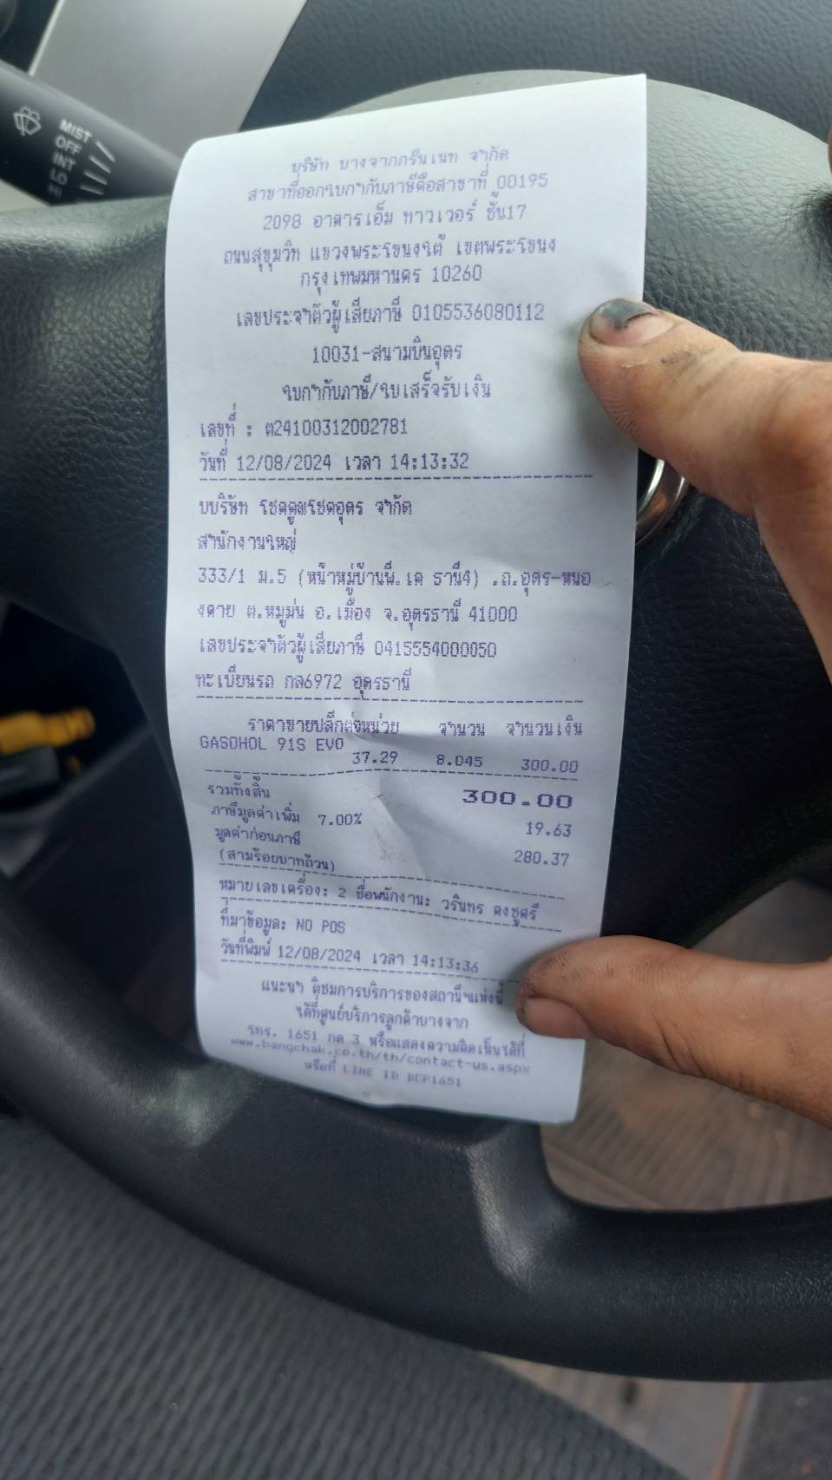 MIST
OFF
INT
LO
HI
บริษัท บางจากกรีนเนท จำกัด
สาขาที่ออกใบกำกับภาษีคือสาขาที่ 00195
2098 อาคารเอ็ม ทาวเวอร์ ชั้น17
ถนนสุขุมวิท แขวงพระโขนงใต้ เขตพระโขนง
กรุงเทพมหานคร 10260
เลขประจำตัวผู้เสียภาษี 0105536080112
10031-สนามบินอุดร
ใบกำกับภาษี/ใบเสร็จรับเงิน
เลขที่ : ต24100312002781
วันที่ 12/08/2024 เวลา 14:13:32
บบริษัท โชคคูณโชคอุดร จำกัด
สำนักงานใหญ่
333/1 ม.5 (หน้าหมู่บ้านพี.เค ธานี4) .ถ.อุดร-หนอ
งคาย ต.หมูม่น อ.เมือง จ.อุดรธานี 41000
เลขประจำตัวผู้เสียภาษี 0415554000050
ทะเบียนรถ กล6972 อุดรธานี
ราคาขายปลีกต่อหน่วย จำนวน จำนวนเงิน
GASOHOL 91S EVO
37.29 8.045 300.00
รวมทั้งสิ้น 300.00
ภาษีมูลค่าเพิ่ม 7.00% 19.63
มูลค่าก่อนภาษี 280.37
(สามร้อยบาทถ้วน)
หมายเลขเครื่อง: 2 ชื่อพนักงาน: วรินทร คงชูศรี
ที่มาข้อมูล: NO POS
วันที่พิมพ์ 12/08/2024 เวลา 14:13:36
แนะนำ ติชมการบริการของสถานีฯแห่งนี้
ได้ที่ศูนย์บริการลูกค้าบางจาก
โทร. 1651 กด 3 หรือแสดงความคิดเห็นได้ที่
www.bangchak.co.th/th/contact-us.aspx
หรือที่ LINE ID BCP1651